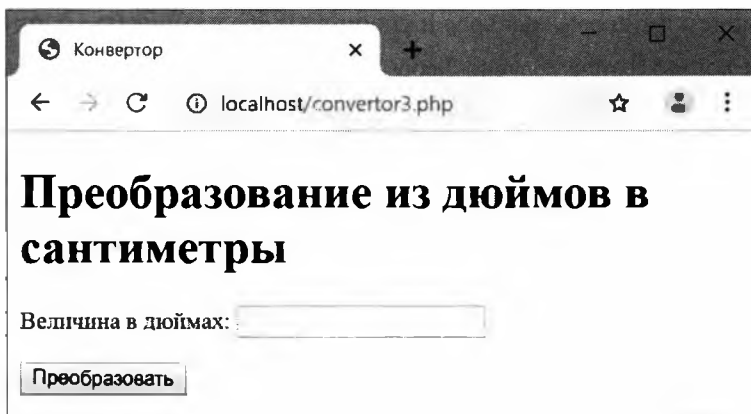 Конвертор
localhost/convertor3.php
Преобразование из дюймов в
сантиметры
Величина в дюймах:
Преобразовать